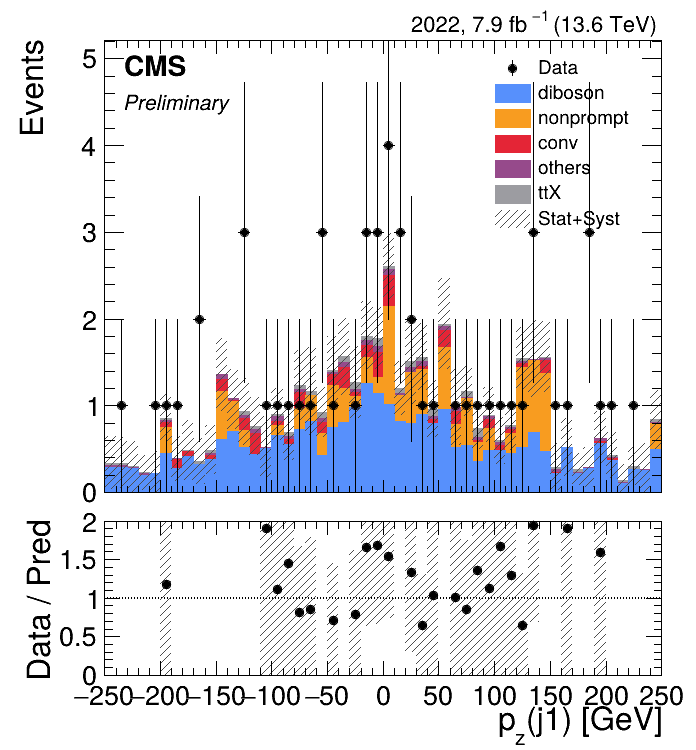 2022, 7.9 fb⁻¹ (13.6 TeV)
Events
CMS
Preliminary
Data
diboson
nonprompt
conv
others
ttX
Stat+Syst
5
4
3
2
1
0
Data / Pred
2
1.5
1
0.5
0
−250 −200 −150 −100 −50 0 50 100 150 200 250
p_z(j1) [GeV]